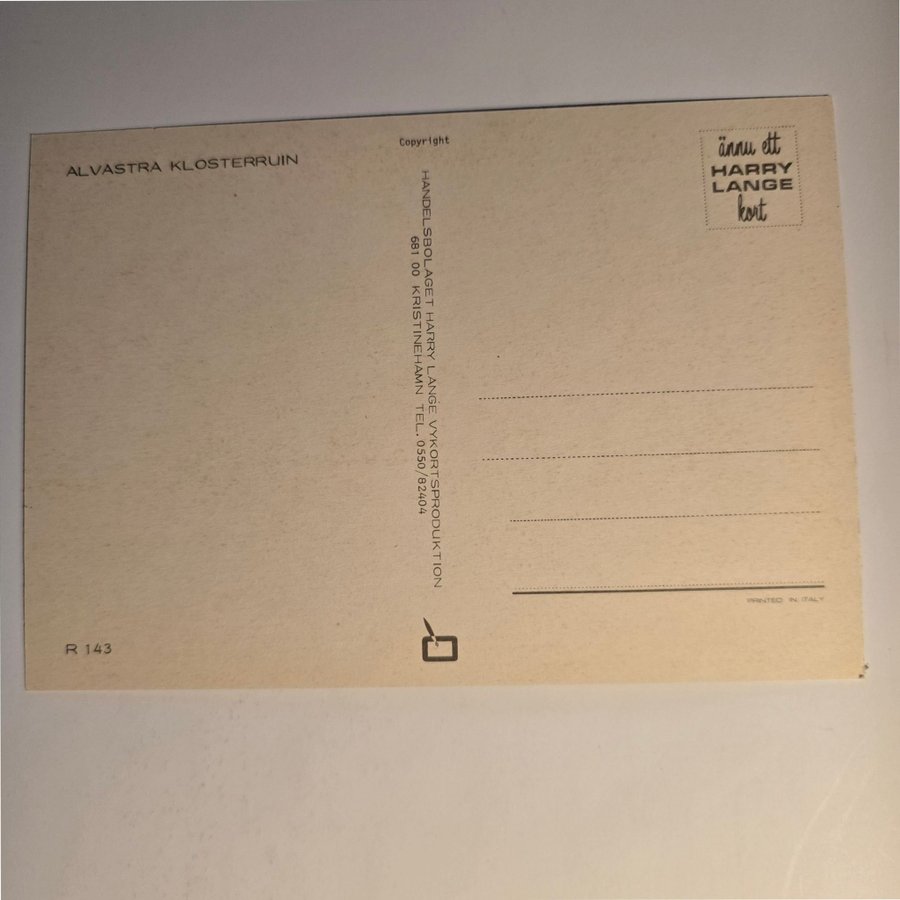 ALVASTRA KLOSTERRUIN
Copyright
HANDELSBOLAGET HARRY LANGE VYKORTSPRODUKTION
681 00 KRISTINEHAMN TEL. 0550/82404
ännu ett
HARRY
LANGE
kort
PRINTED IN ITALY
R 143